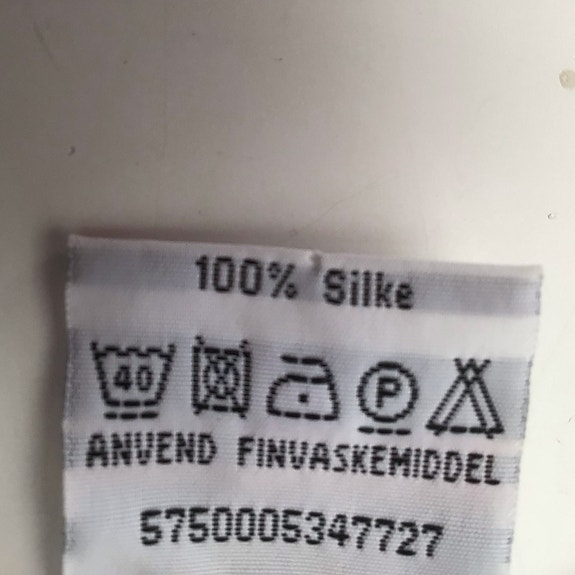 100% Silke
40 P
ANVEND FINVASKEMIDDEL
5750005347727